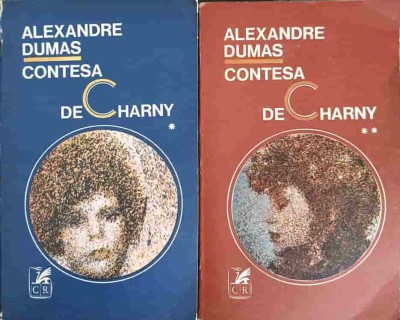 ALEXANDRE
DUMAS
CONTESA
DE CHARNY
*
CR
ALEXANDRE
DUMAS
CONTESA
DE CHARNY
**
CR